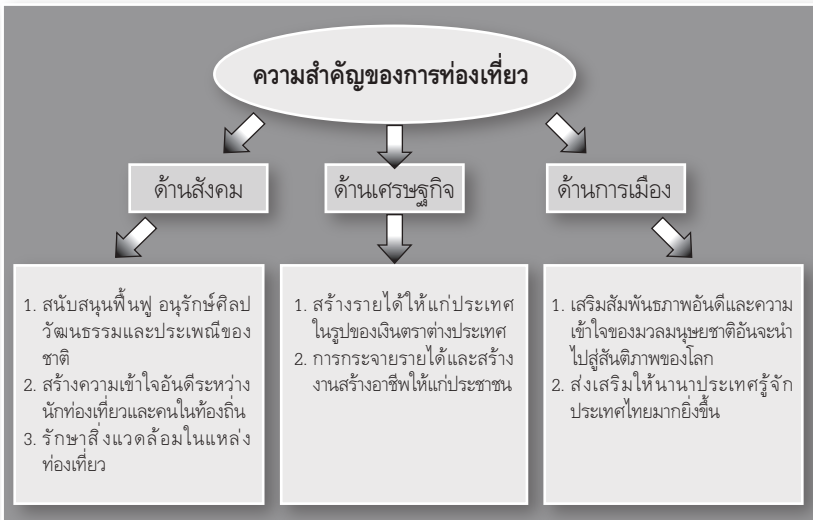 ความสำคัญของการท่องเที่ยว
ด้านสังคม
ด้านเศรษฐกิจ
ด้านการเมือง
1. สนับสนุนฟื้นฟู อนุรักษ์ศิลป
วัฒนธรรมและประเพณีของ
ชาติ
2. สร้างความเข้าใจอันดีระหว่าง
นักท่องเที่ยวและคนในท้องถิ่น
3. รักษาสิ่งแวดล้อมในแหล่ง
ท่องเที่ยว
1. สร้างรายได้ให้แก่ประเทศ
ในรูปของเงินตราต่างประเทศ
2. การกระจายรายได้และสร้าง
งานสร้างอาชีพให้แก่ประชาชน
1. เสริมสัมพันธภาพอันดีและความ
เข้าใจของมวลมนุษยชาติอันจะนำ
ไปสู่สันติภาพของโลก
2. ส่งเสริมให้นานาประเทศรู้จัก
ประเทศไทยมากยิ่งขึ้น